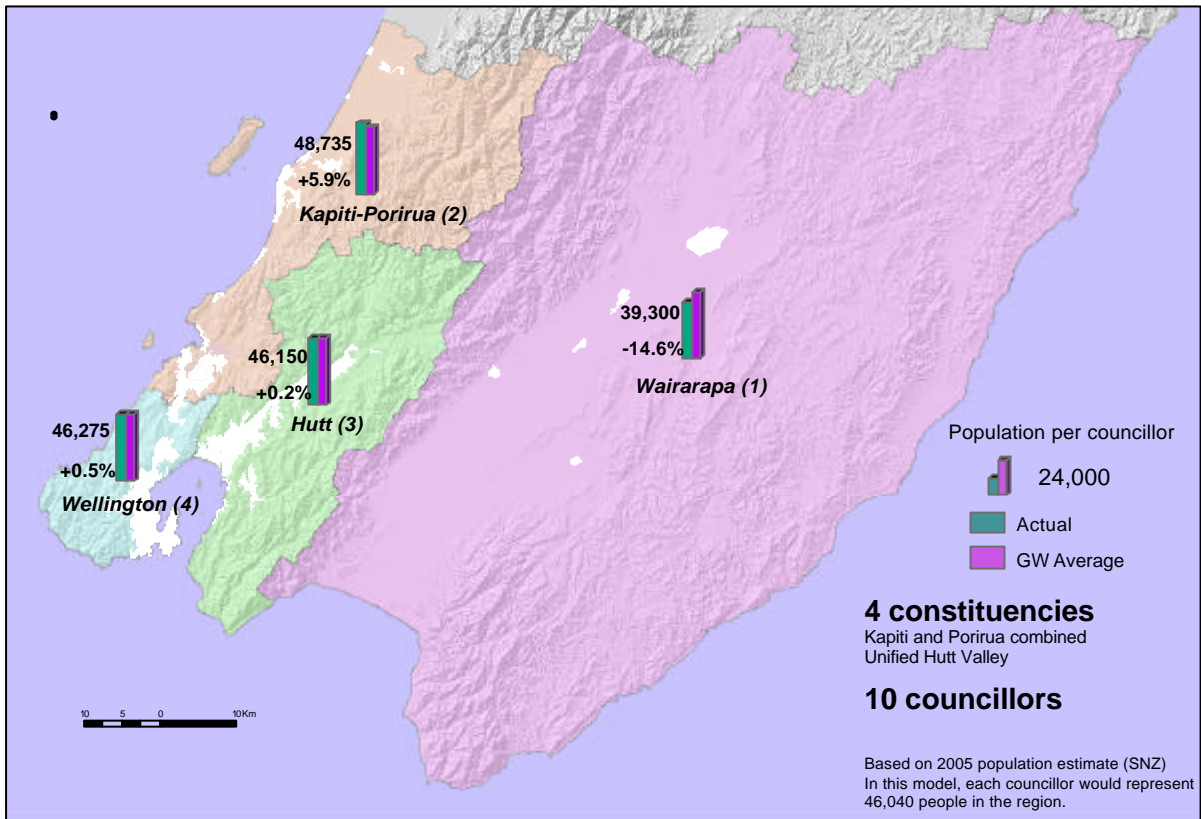 48,735
+5.9%
Kapiti-Porirua (2)
39,300
-14.6%
Wairarapa (1)
46,150
+0.2%
Hutt (3)
46,275
+0.5%
Wellington (4)
Population per councillor
24,000
Actual
GW Average
4 constituencies
Kapiti and Porirua combined
Unified Hutt Valley
10 councillors
10 5 0 10Km
Based on 2005 population estimate (SNZ)
In this model, each councillor would represent
46,040 people in the region.